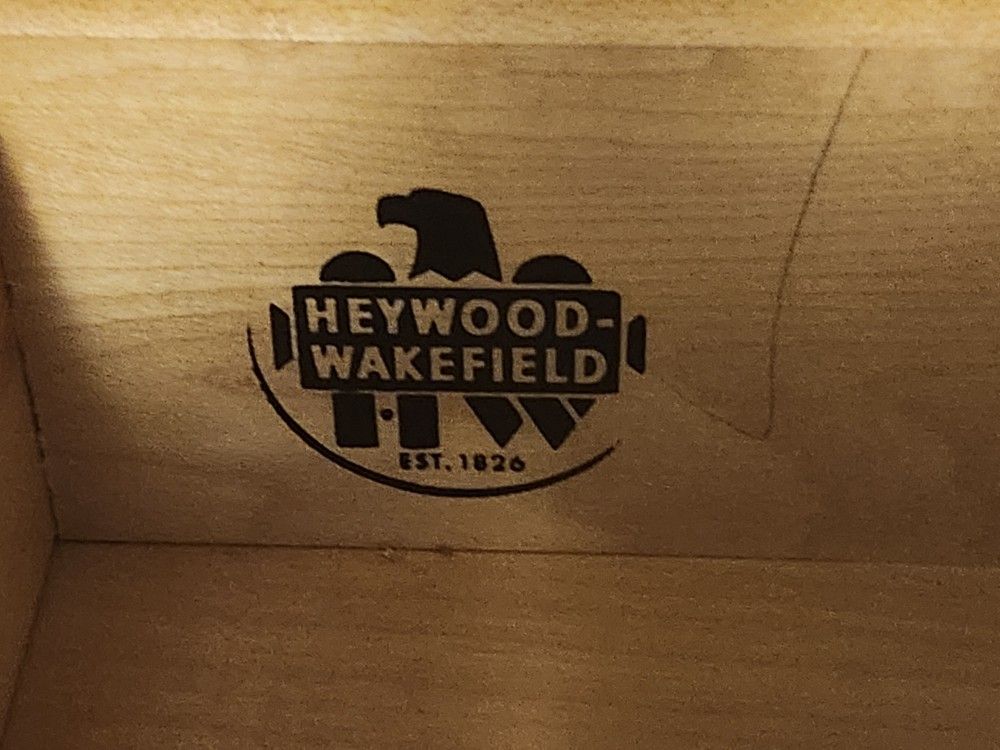 HEYWOOD-
WAKEFIELD
H·W
EST. 1826